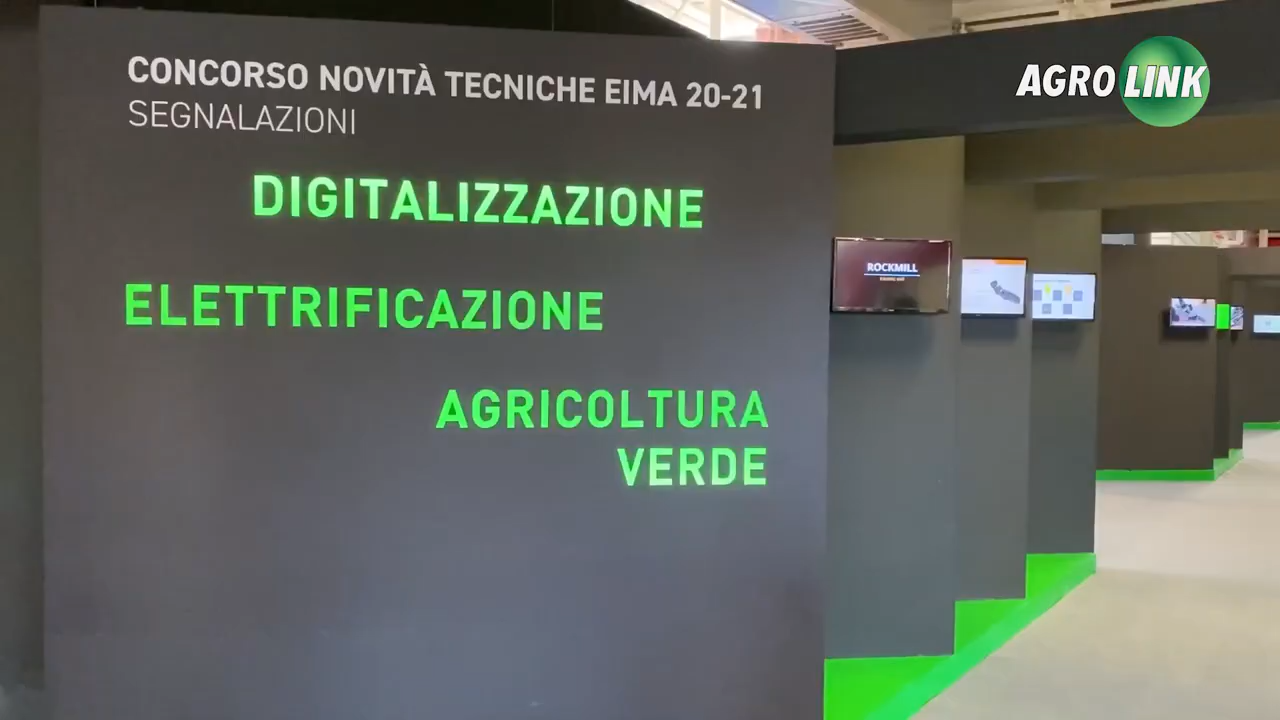 CONCORSO NOVITÀ TECNICHE EIMA 20-21
SEGNALAZIONI
DIGITALIZZAZIONE
ELETTRIFICAZIONE
AGRICOLTURA
VERDE
AGRO LINK
ROCKMILL